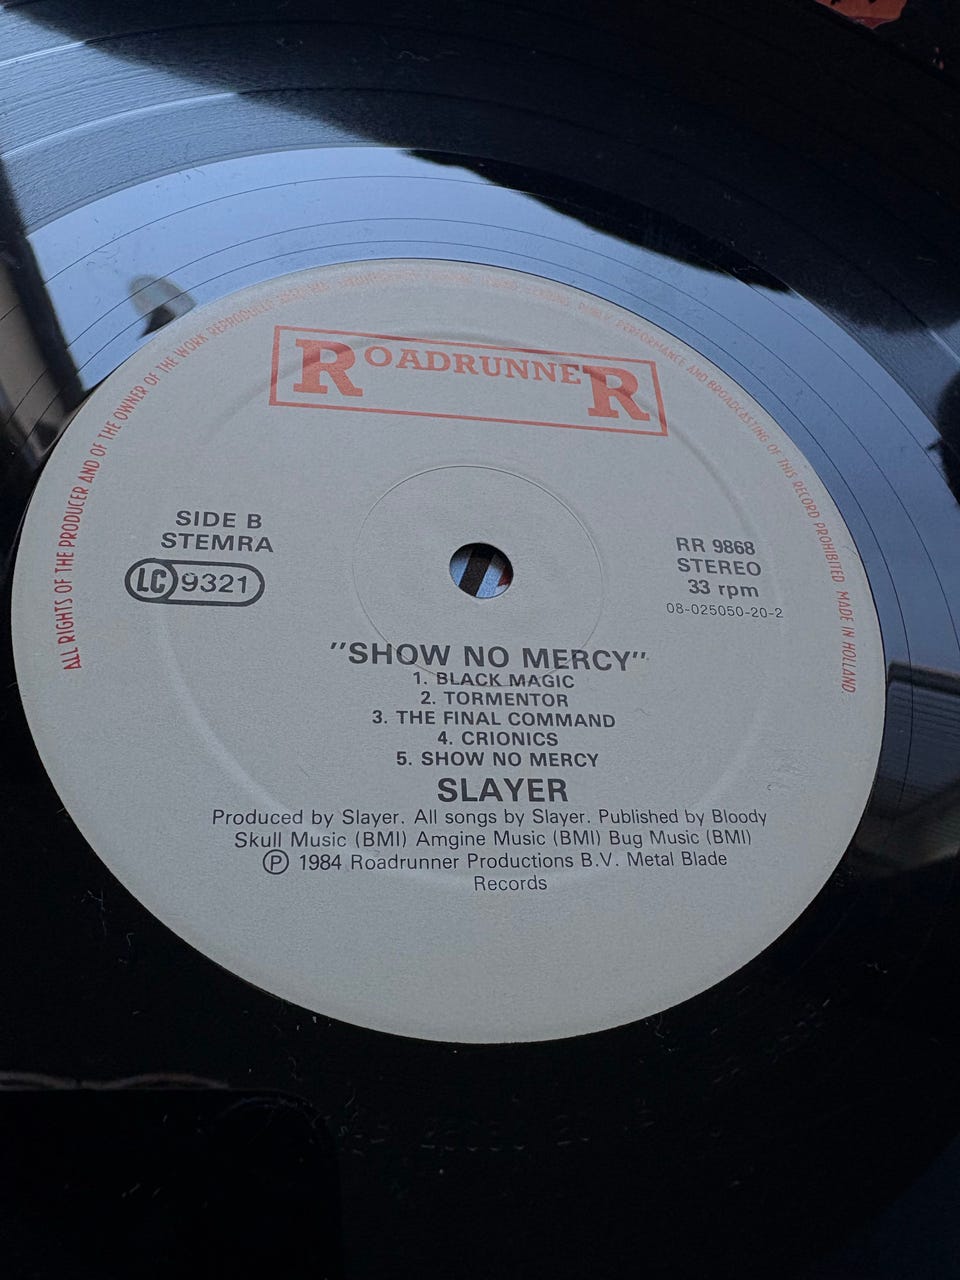 ROADRUNNER
ALL RIGHTS OF THE PRODUCER AND OF THE OWNER OF THE WORK REPRODUCED RESERVED PUBLIC PERFORMANCE AND BROADCASTING OF THIS RECORD PROHIBITED MADE IN HOLLAND.
SIDE B
STEMRA
LC 9321
RR 9868
STEREO
33 rpm
08-025050-20-2
"SHOW NO MERCY"
1. BLACK MAGIC
2. TORMENTOR
3. THE FINAL COMMAND
4. CRIONICS
5. SHOW NO MERCY
SLAYER
Produced by Slayer. All songs by Slayer. Published by Bloody
Skull Music (BMI) Amgine Music (BMI) Bug Music (BMI)
Ⓟ 1984 Roadrunner Productions B.V. Metal Blade
Records